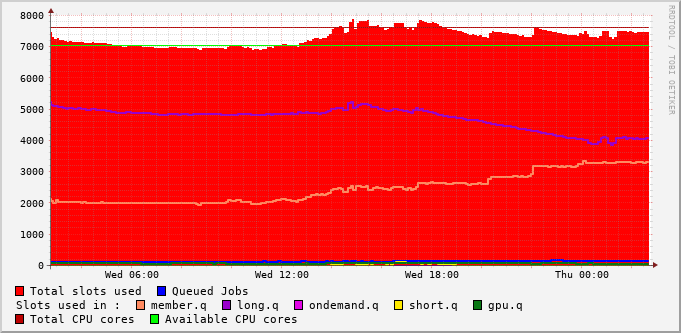 8000
7000
6000
5000
4000
3000
2000
1000
0
Wed 06:00 Wed 12:00 Wed 18:00 Thu 00:00
RRDTOOL / TOBI OETIKER
Total slots used Queued Jobs
Slots used in : member.q long.q ondemand.q short.q gpu.q
Total CPU cores Available CPU cores